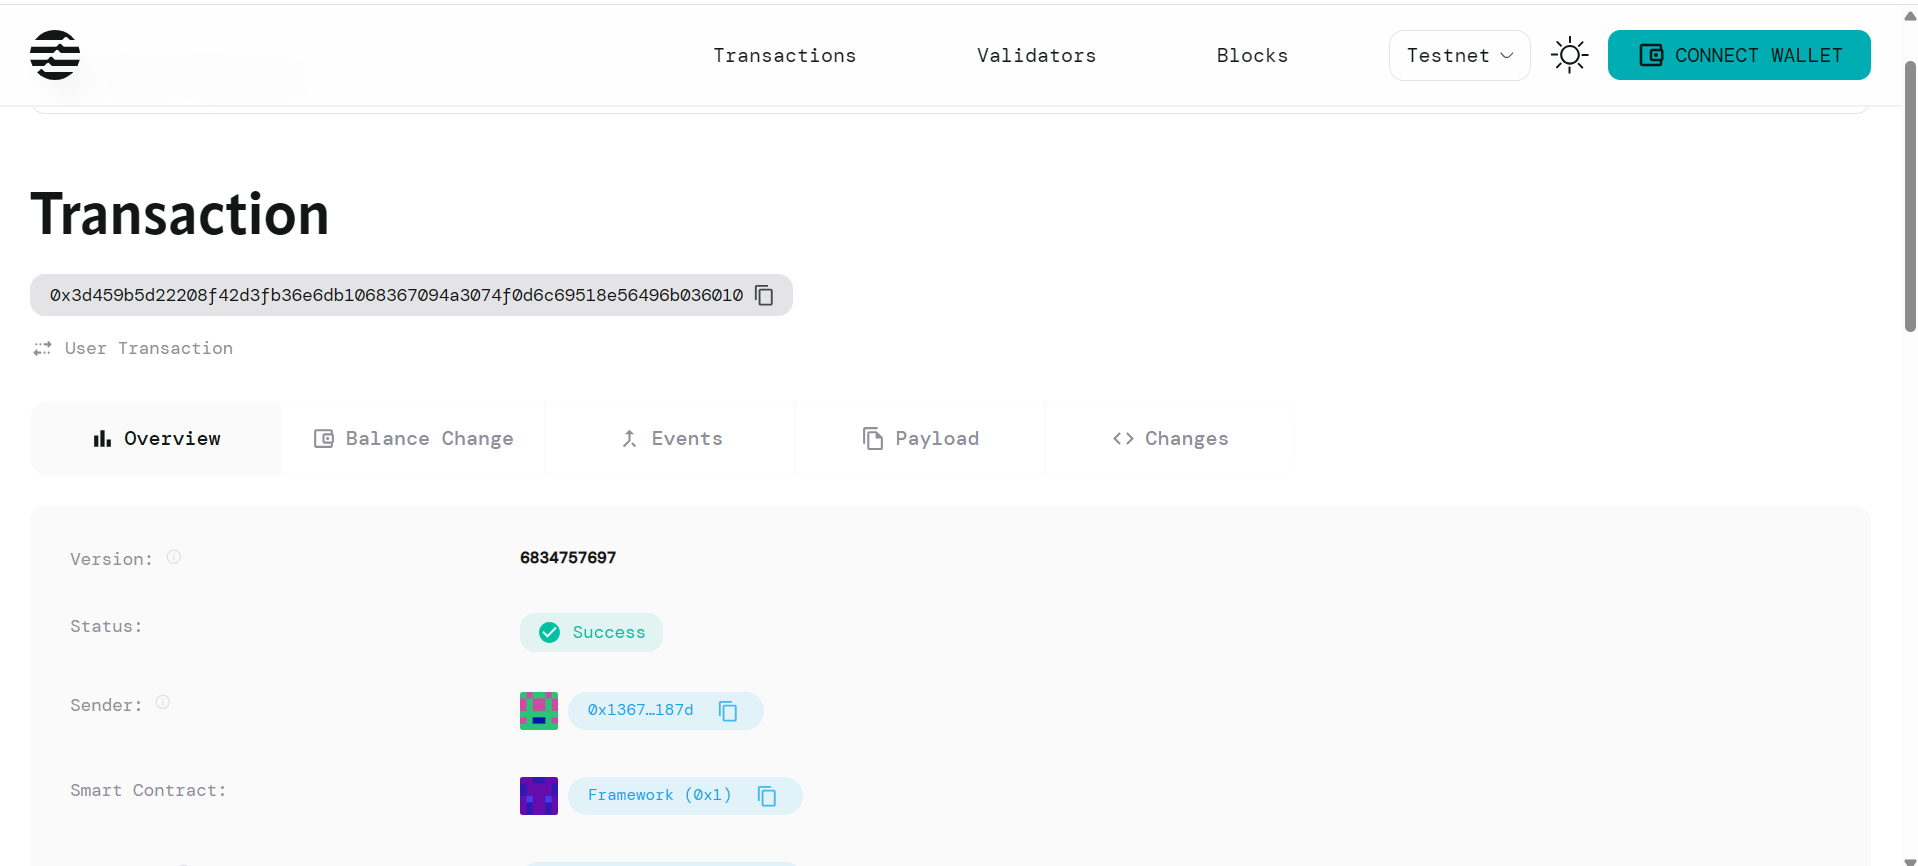 Transactions
Validators
Blocks
Testnet
CONNECT WALLET
Transaction
0x3d459b5d22208f42d3fb36e6db1068367094a3074f0d6c69518e56496b036010
User Transaction
Overview
Balance Change
Events
Payload
Changes
Version:
6834757697
Status:
Success
Sender:
0x1367…187d
Smart Contract:
Framework (0x1)